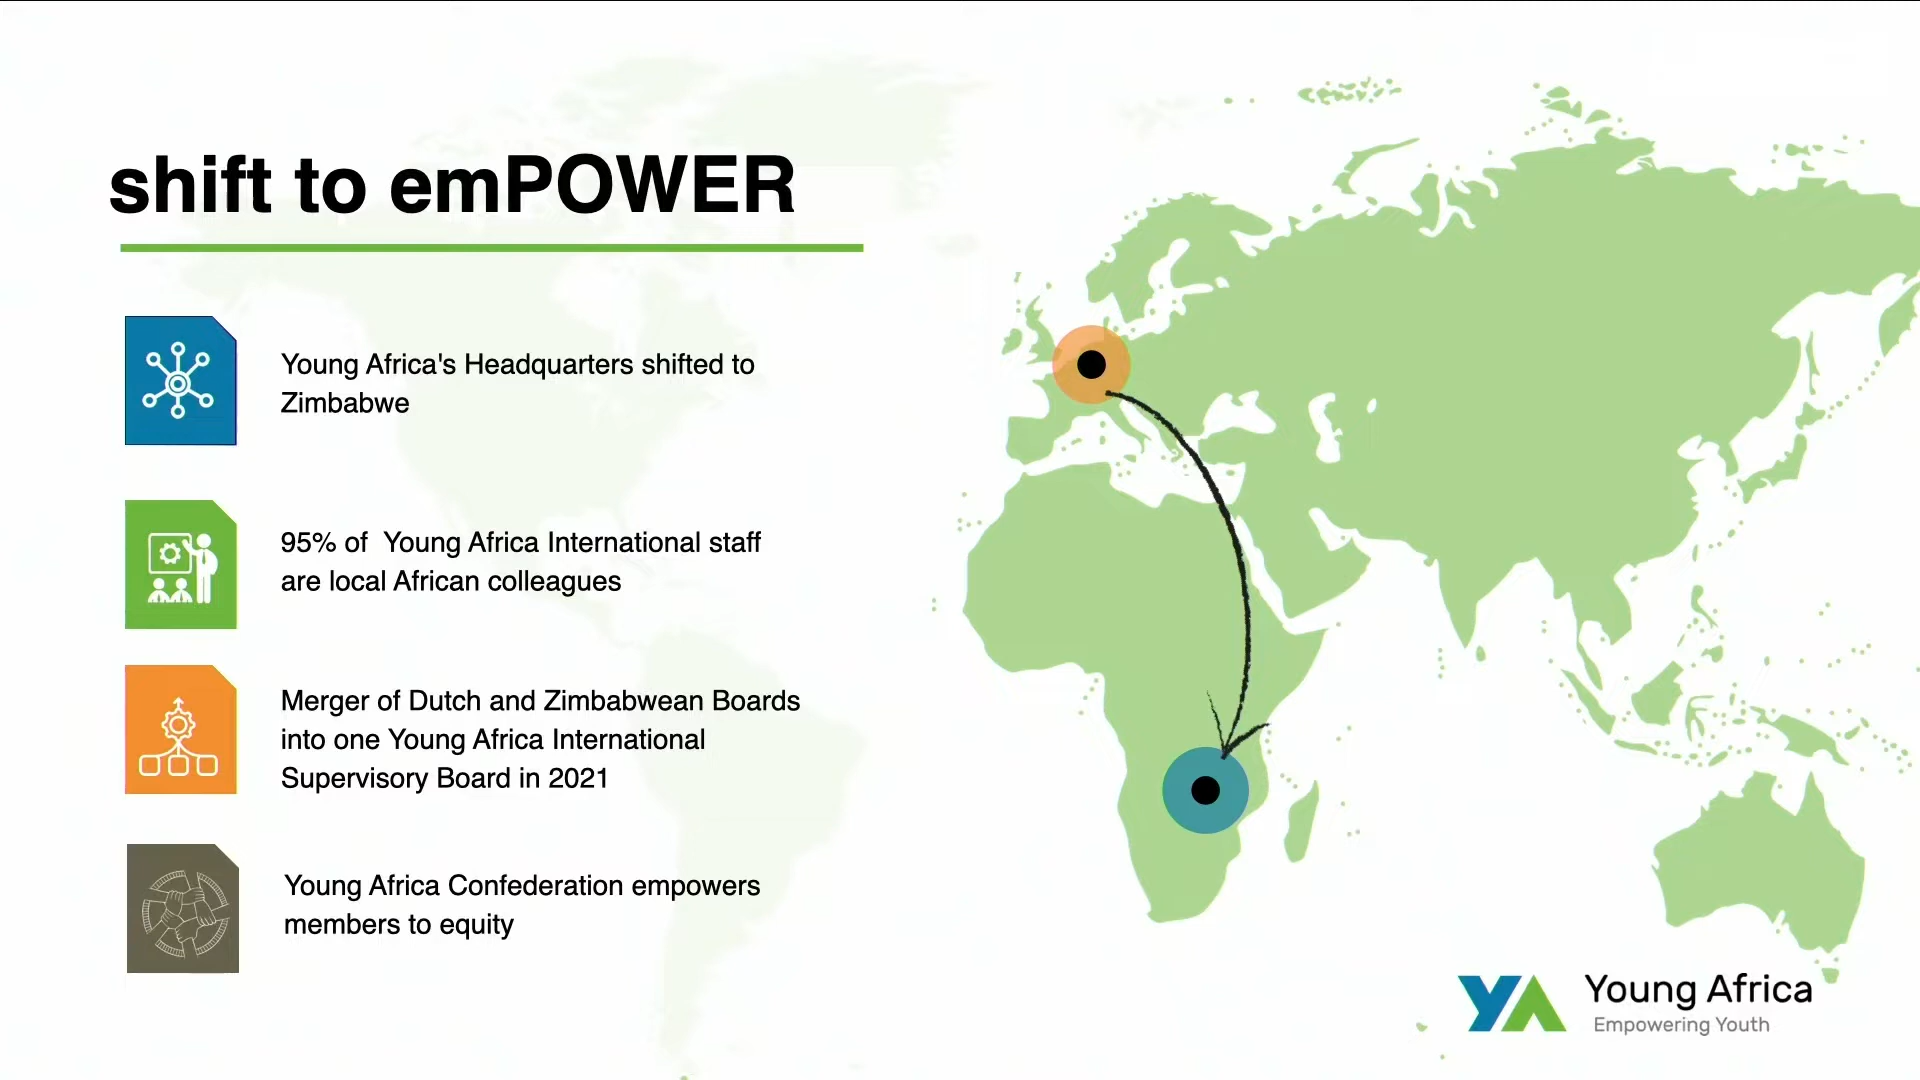 shift to emPOWER
Young Africa's Headquarters shifted to
Zimbabwe
95% of  Young Africa International staff
are local African colleagues
Merger of Dutch and Zimbabwean Boards
into one Young Africa International
Supervisory Board in 2021
Young Africa Confederation empowers
members to equity
YA
Young Africa
Empowering Youth